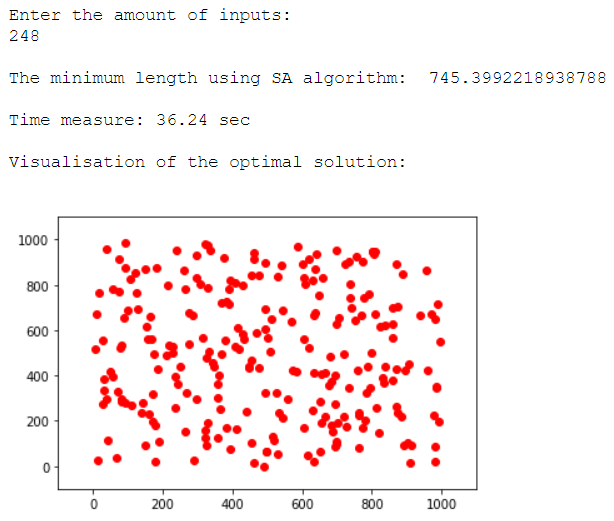 Enter the amount of inputs:
248
The minimum length using SA algorithm:  745.3992218938788
Time measure: 36.24 sec
Visualisation of the optimal solution:
1000
800
600
400
200
0
0 200 400 600 800 1000